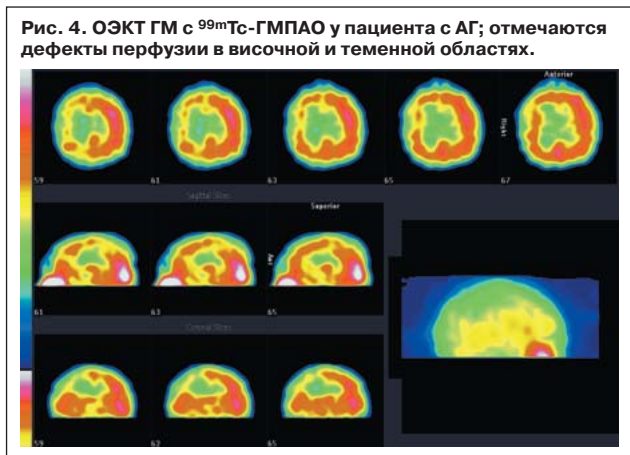 Рис. 4. ОЭКТ ГМ с 99mTc-ГМПАО у пациента с АГ; отмечаются
дефекты перфузии в височной и теменной областях.
Anterior
Right
59
61
63
65
67
Sagittal Slices
Superior
Ant
61
63
65
Coronal Slices
59
62
65